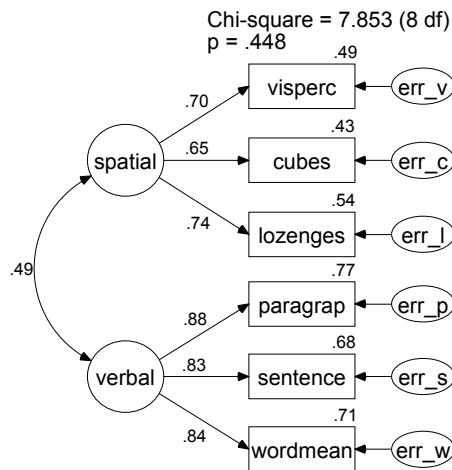 Chi-square = 7.853 (8 df)
p = .448
.49
.70
visperc
err_v
.43
spatial
.65
cubes
err_c
.54
.74
lozenges
err_l
.49
.77
.88
paragrap
err_p
.68
verbal
.83
sentence
err_s
.71
.84
wordmean
err_w